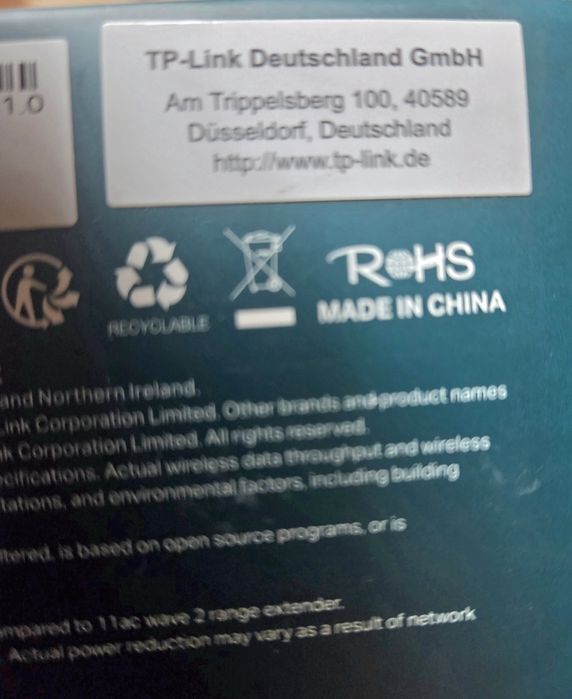 1.0
TP-Link Deutschland GmbH
Am Trippelsberg 100, 40589
Düsseldorf, Deutschland
http://www.tp-link.de
RECYCLABLE
RoHS
MADE IN CHINA
and Northern Ireland.
ink Corporation Limited. Other brands and product names
k Corporation Limited. All rights reserved.
ecifications. Actual wireless data throughput and wireless
tations, and environmental factors, including building
ltered, is based on open source programs, or is
mpared to 11ac wave 2 range extender.
Actual power reduction may vary as a result of network